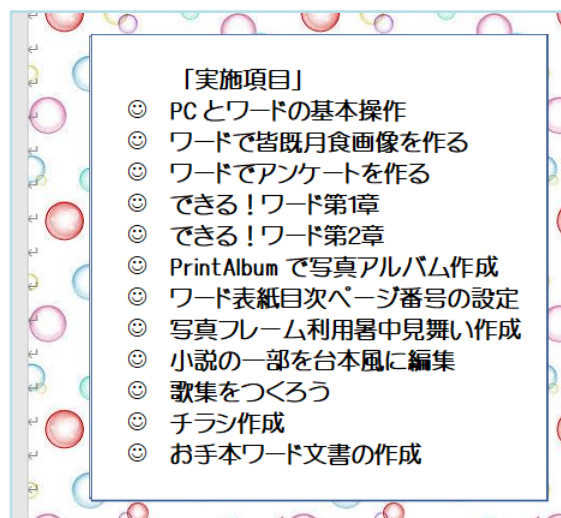 「実施項目」
☺ PCとワードの基本操作
☺ ワードで皆既月食画像を作る
☺ ワードでアンケートを作る
☺ できる！ワード第1章
☺ できる！ワード第2章
☺ PrintAlbumで写真アルバム作成
☺ ワード表紙目次ページ番号の設定
☺ 写真フレーム利用暑中見舞い作成
☺ 小説の一部を台本風に編集
☺ 歌集をつくろう
☺ チラシ作成
☺ お手本ワード文書の作成